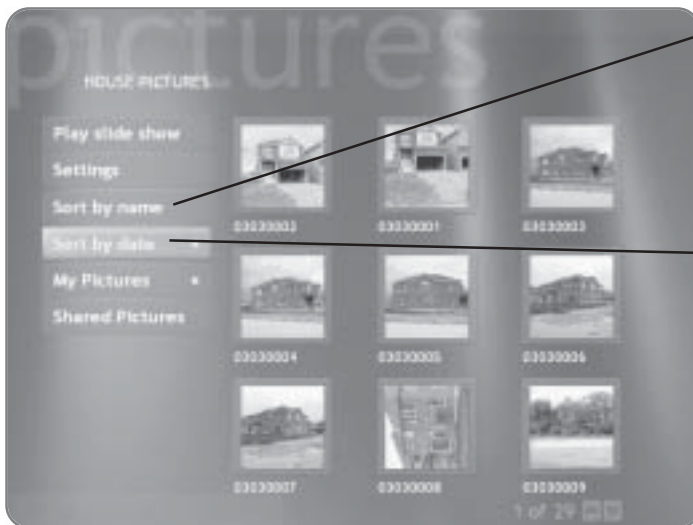 pictures
HOUSE PICTURES
Play slide show
Settings
Sort by name
Sort by date
My Pictures
Shared Pictures
03030002 03030001 03030003
03030004 03030005 03030006
03030007 03030008 03030009
1 of 29